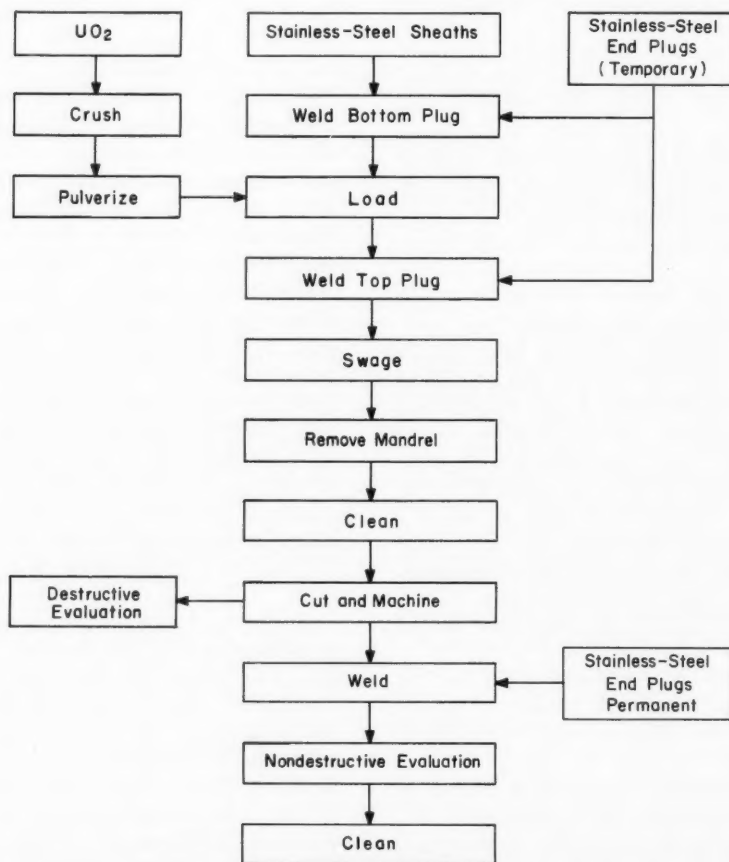 UO2
Stainless-Steel Sheaths
Stainless-Steel
End Plugs
(Temporary)
Crush
Weld Bottom Plug
Pulverize
Load
Weld Top Plug
Swage
Remove Mandrel
Clean
Destructive
Evaluation
Cut and Machine
Weld
Stainless-Steel
End Plugs
Permanent
Nondestructive Evaluation
Clean